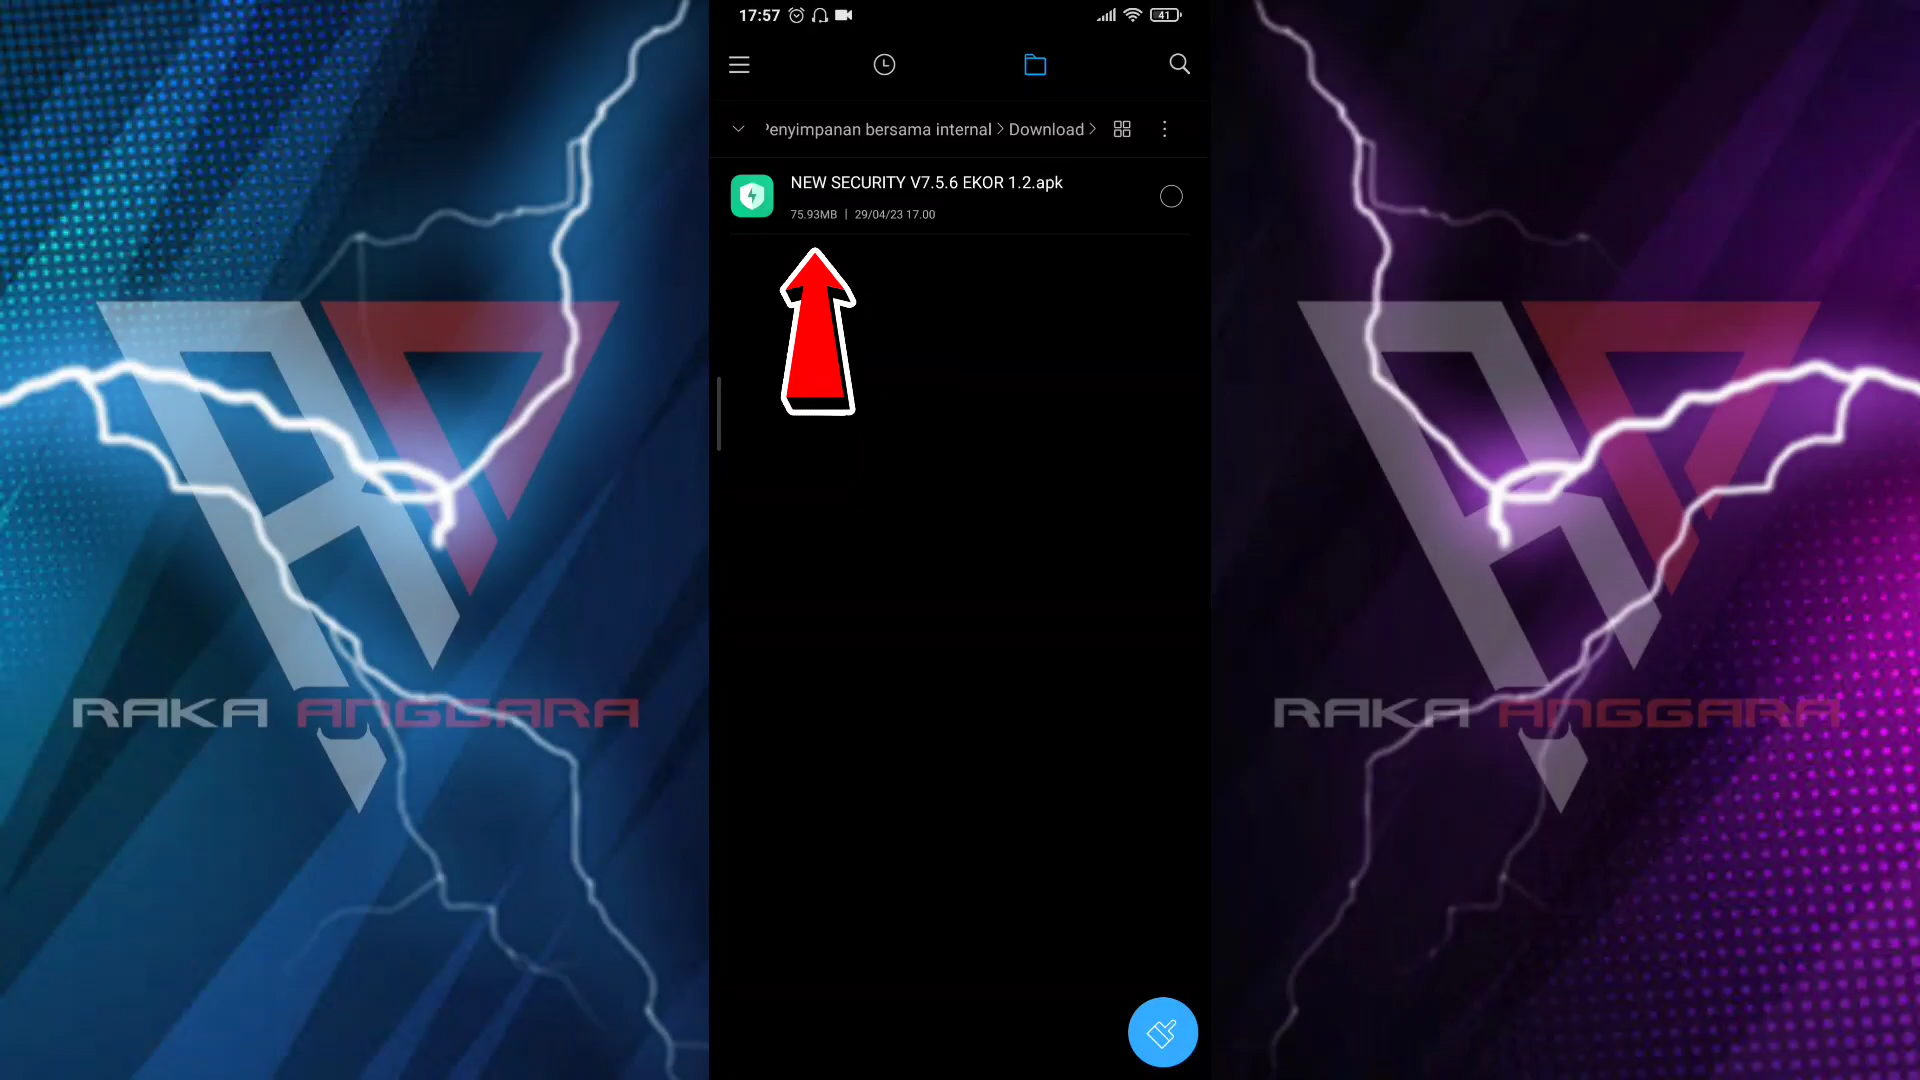 17:57
41
Penyimpanan bersama internal > Download >
NEW SECURITY V7.5.6 EKOR 1.2.apk
75.93MB | 29/04/23 17.00
RAKA ANGGARA
RAKA ANGGARA